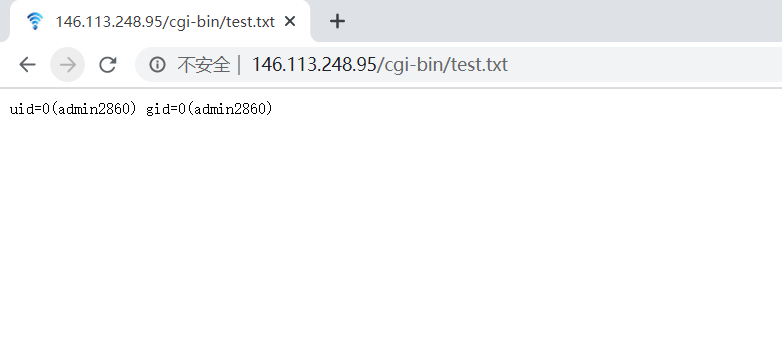 146.113.248.95/cgi-bin/test.txt
不安全 | 146.113.248.95/cgi-bin/test.txt
uid=0(admin2860) gid=0(admin2860)